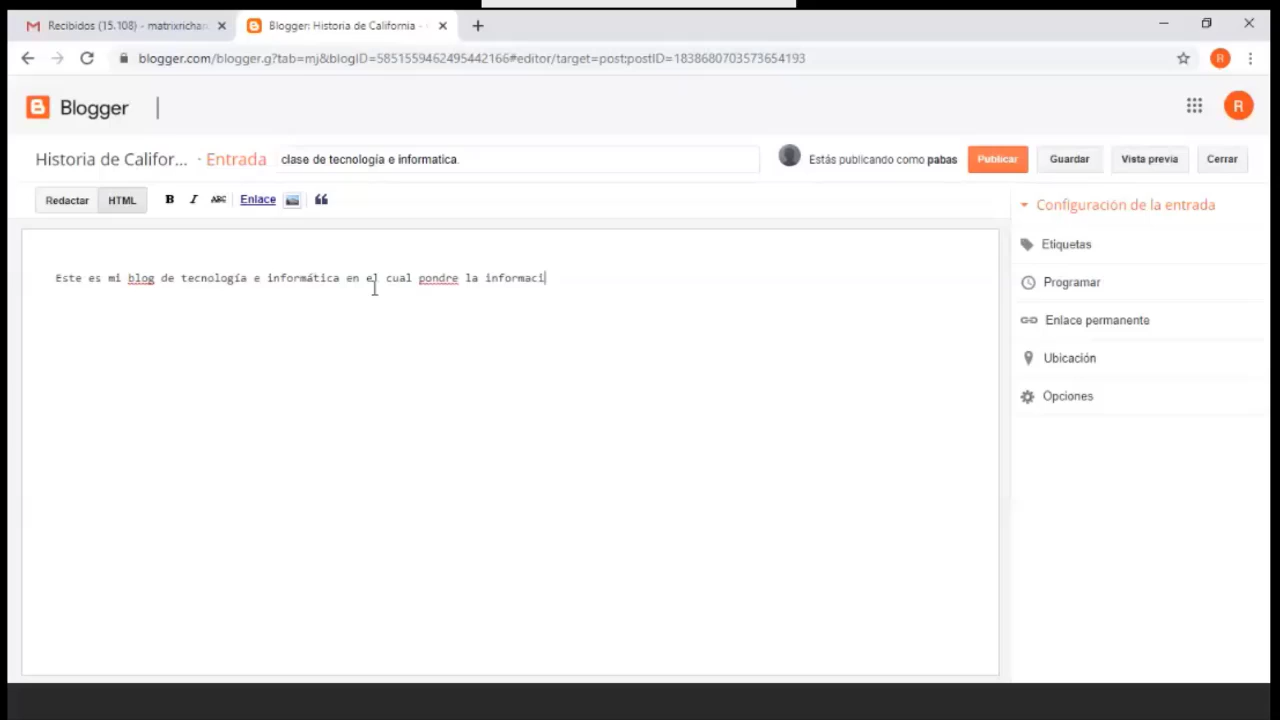 Recibidos (15.108) - matrixrichar
Blogger: Historia de California -
blogger.com/blogger.g?tab=mj&blogID=5851559462495442166#editor/target=post;postID=1838680703573654193
R
Blogger
R
Historia de Califor... · Entrada
clase de tecnología e informatica.
Estás publicando como pabas
Publicar
Guardar
Vista previa
Cerrar
Redactar
HTML
B
I
ABC
Enlace
Configuración de la entrada
Etiquetas
Este es mi blog de tecnología e informática en el cual pondre la informaci
Programar
Enlace permanente
Ubicación
Opciones